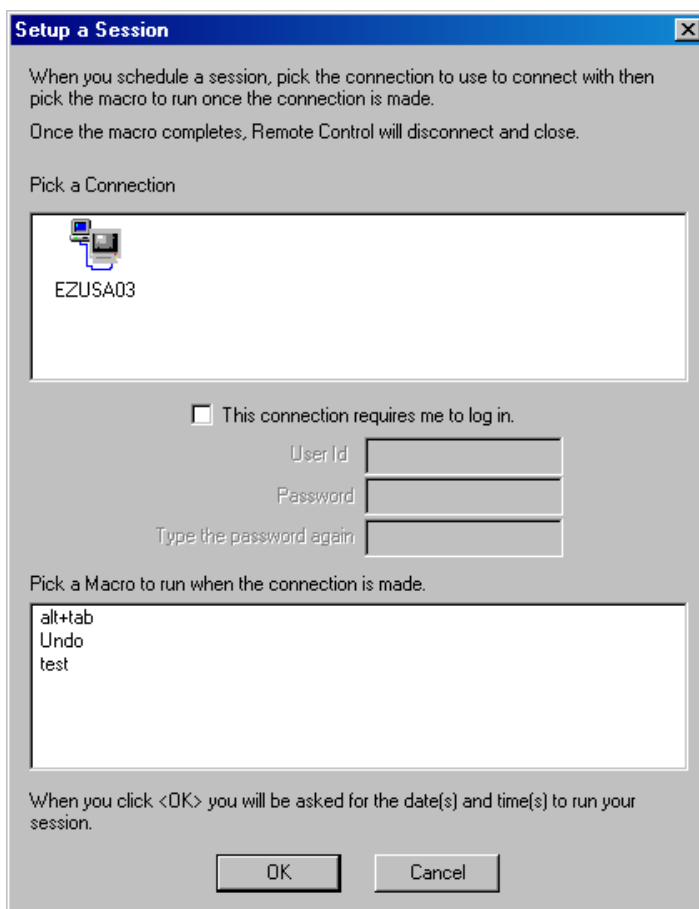 Setup a Session
When you schedule a session, pick the connection to use to connect with then
pick the macro to run once the connection is made.
Once the macro completes, Remote Control will disconnect and close.
Pick a Connection
EZUSA03
This connection requires me to log in.
User Id
Password
Type the password again
Pick a Macro to run when the connection is made.
alt+tab
Undo
test
When you click <OK> you will be asked for the date(s) and time(s) to run your
session.
OK
Cancel